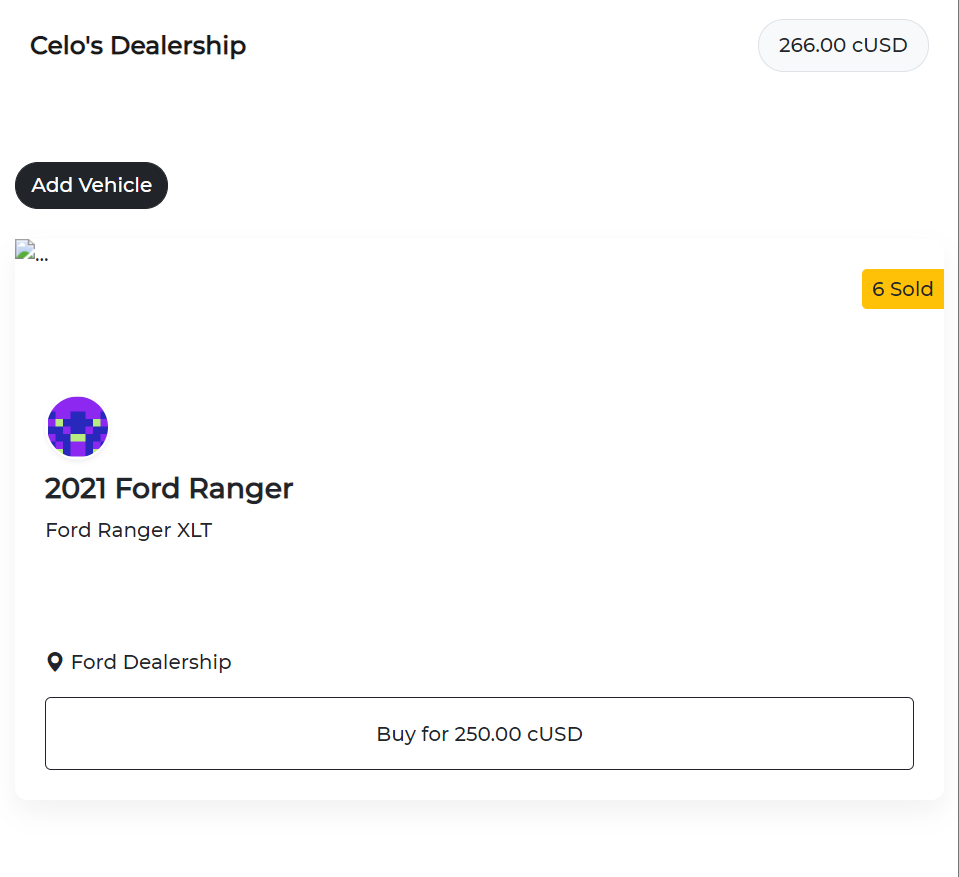 Celo's Dealership
266.00 cUSD
Add Vehicle
...
6 Sold
2021 Ford Ranger
Ford Ranger XLT
Ford Dealership
Buy for 250.00 cUSD